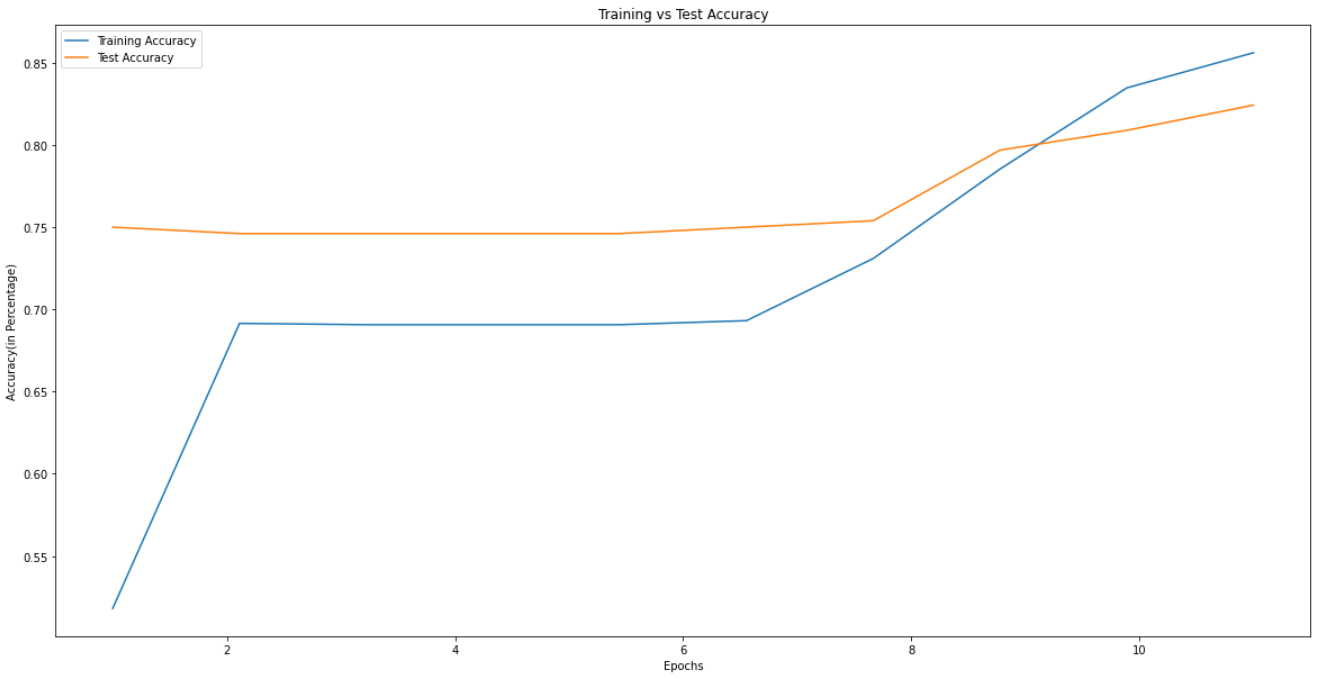 Training vs Test Accuracy
Training Accuracy
Test Accuracy
0.85
0.80
0.75
0.70
0.65
0.60
0.55
Accuracy(in Percentage)
2 4 6 8 10
Epochs